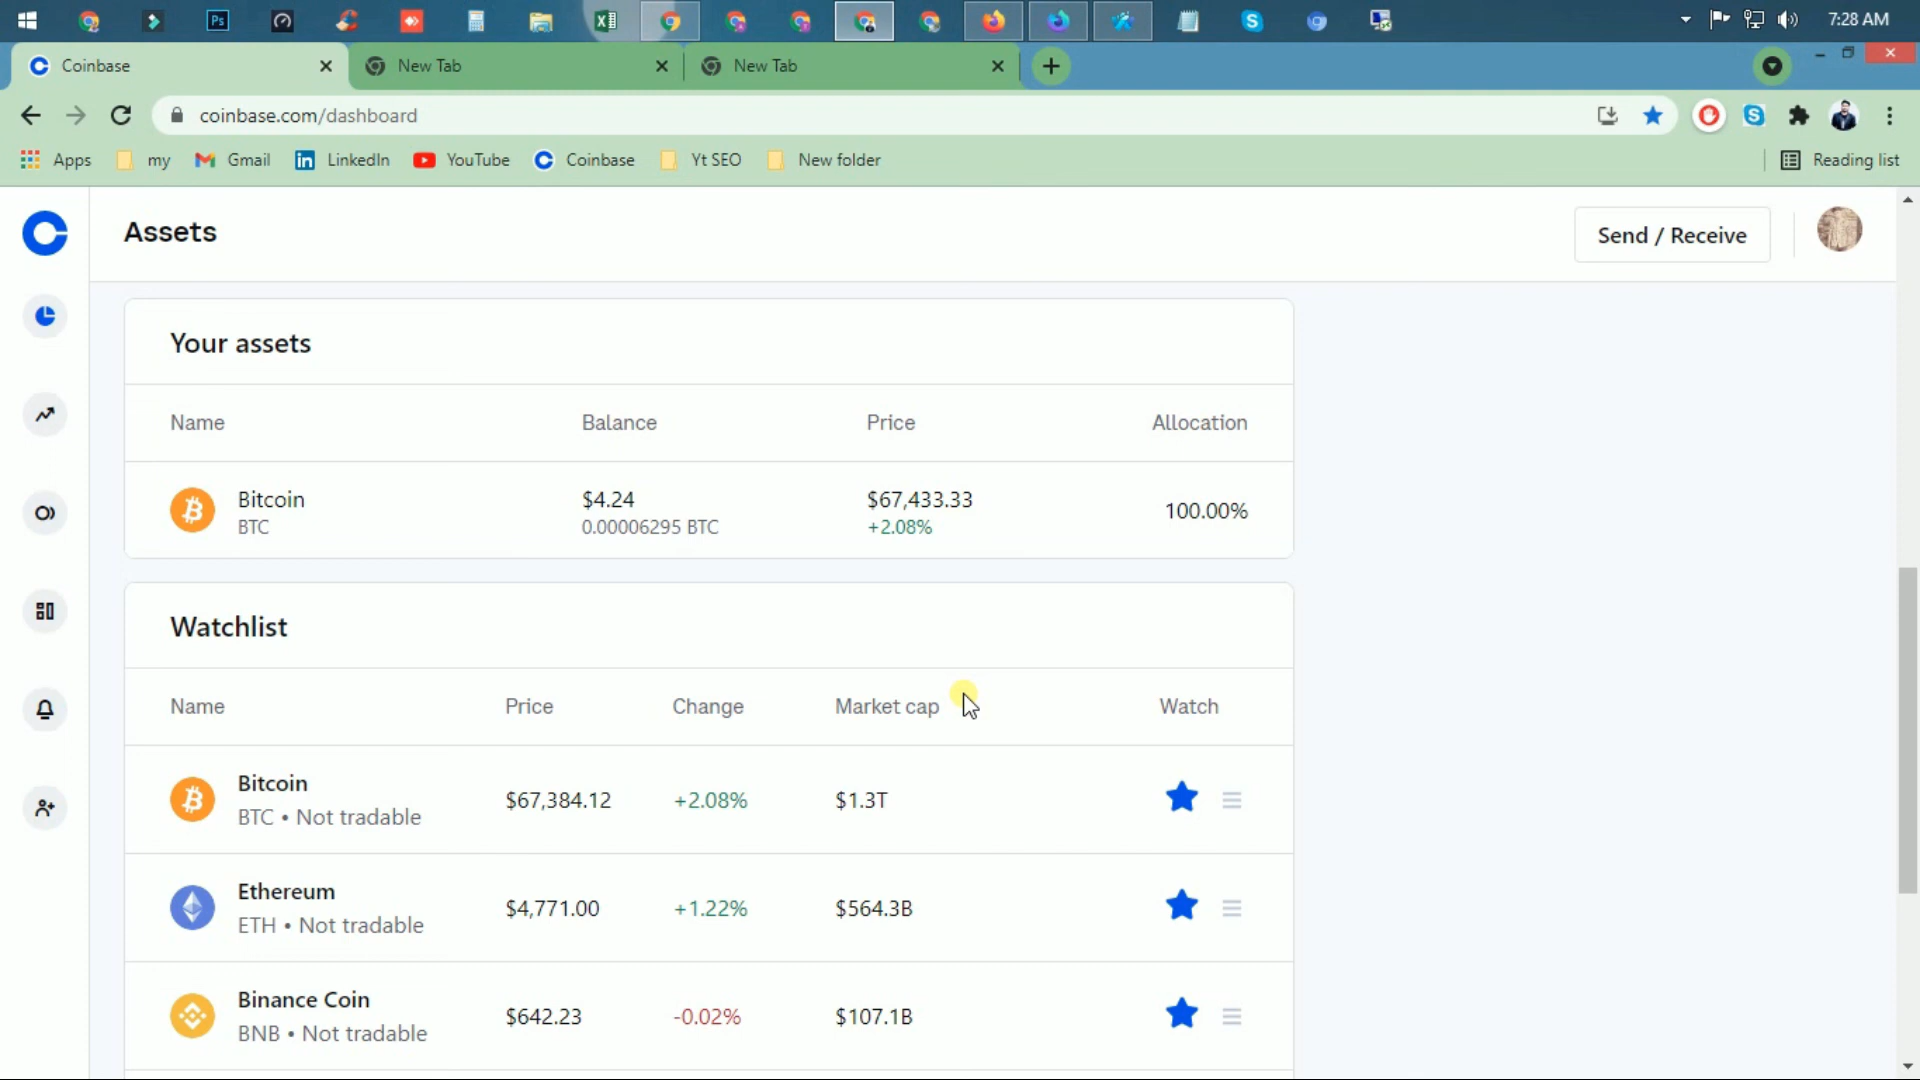 Ps
7:28 AM
Coinbase
New Tab
New Tab
coinbase.com/dashboard
Apps
my
Gmail
LinkedIn
YouTube
Coinbase
Yt SEO
New folder
Reading list
Assets
Send / Receive
Your assets
Name Balance Price Allocation
Bitcoin $4.24 $67,433.33 100.00%
BTC 0.00006295 BTC +2.08%
Watchlist
Name Price Change Market cap Watch
Bitcoin
BTC • Not tradable
$67,384.12 +2.08% $1.3T
Ethereum
ETH • Not tradable
$4,771.00 +1.22% $564.3B
Binance Coin
BNB • Not tradable
$642.23 -0.02% $107.1B